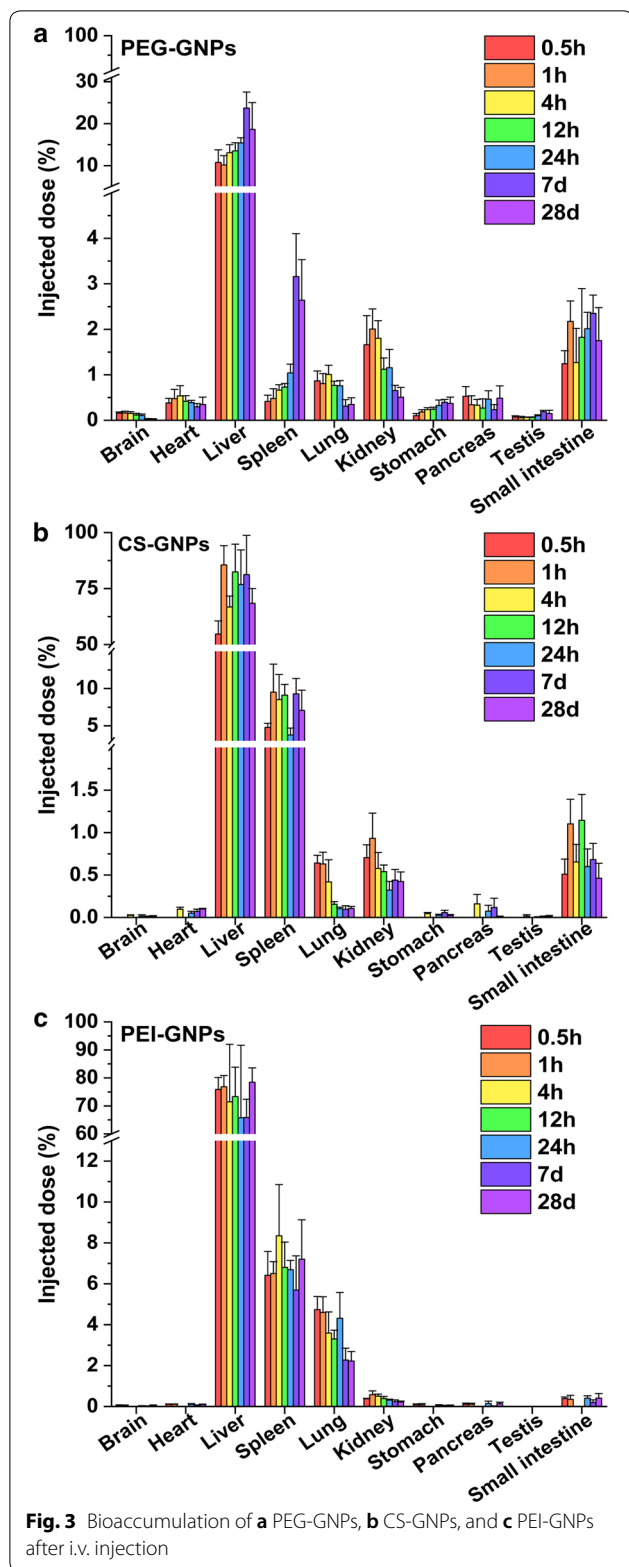 a
PEG-GNPs
100
30
20
10
4
3
2
1
0
Injected dose (%)
0.5h
1h
4h
12h
24h
7d
28d
Brain
Heart
Liver
Spleen
Lung
Kidney
Stomach
Pancreas
Testis
Small intestine
b
CS-GNPs
100
75
50
10
5
1.5
1.0
0.5
0.0
Injected dose (%)
0.5h
1h
4h
12h
24h
7d
28d
Brain
Heart
Liver
Spleen
Lung
Kidney
Stomach
Pancreas
Testis
Small intestine
c
PEI-GNPs
100
90
80
70
60
12
10
8
6
4
2
0
Injected dose (%)
0.5h
1h
4h
12h
24h
7d
28d
Brain
Heart
Liver
Spleen
Lung
Kidney
Stomach
Pancreas
Testis
Small intestine
Fig. 3 Bioaccumulation of a PEG-GNPs, b CS-GNPs, and c PEI-GNPs
after i.v. injection